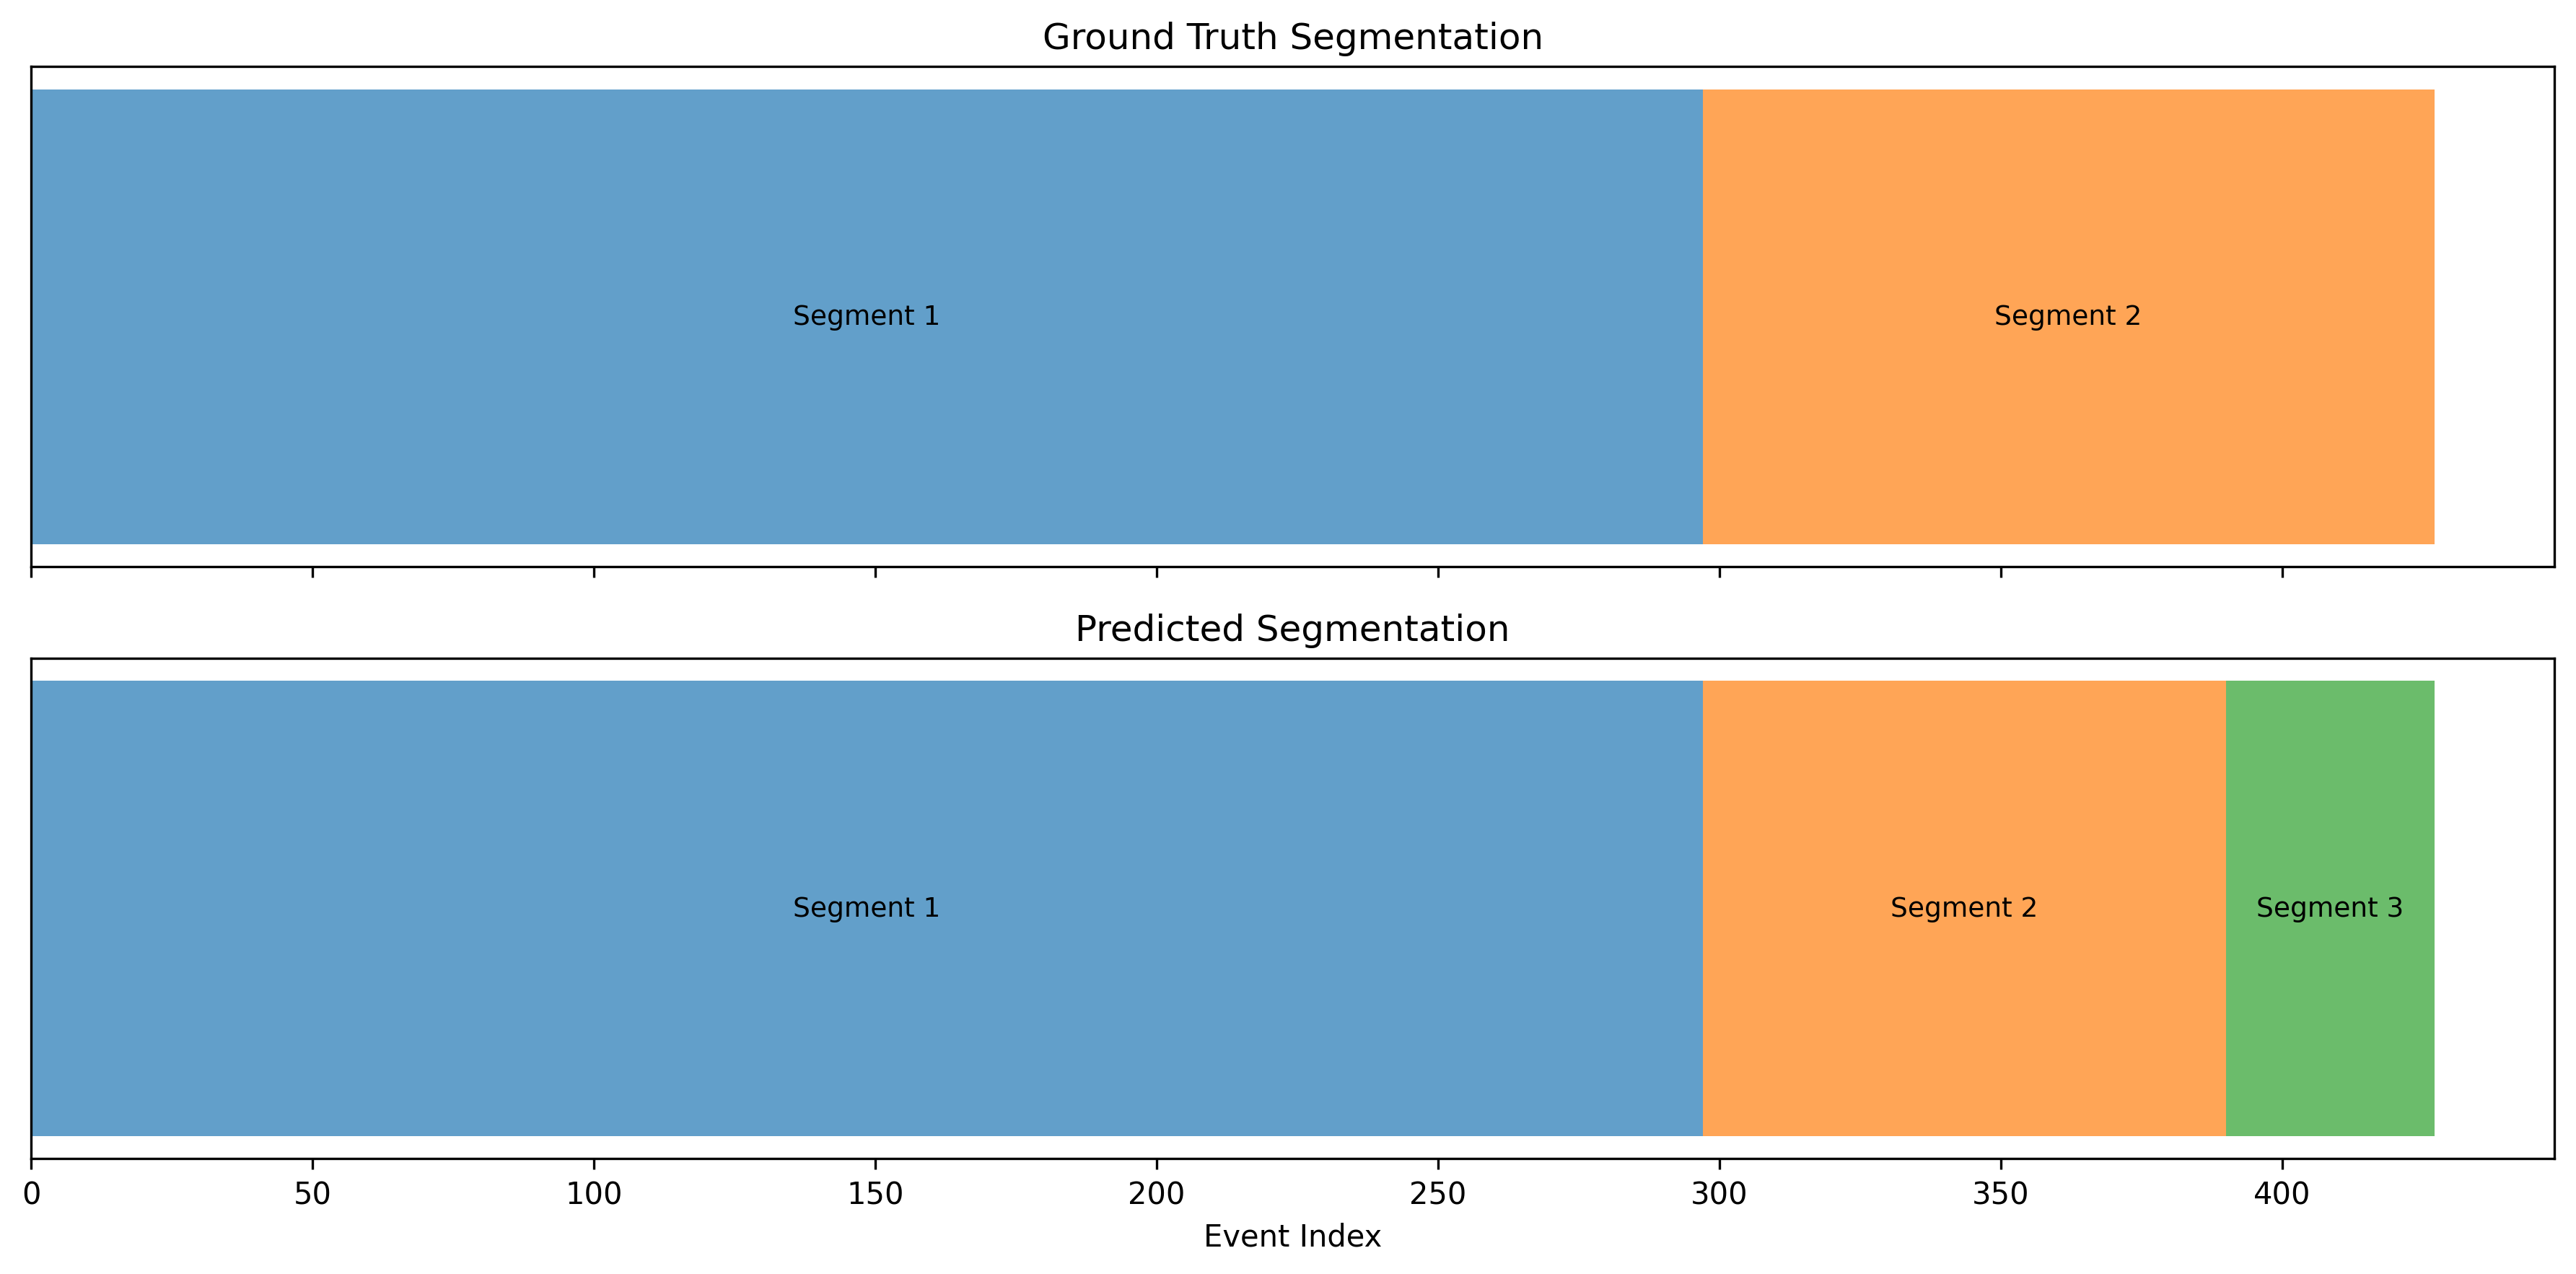 Ground Truth Segmentation
Segment 1 Segment 2
Predicted Segmentation
Segment 1 Segment 2 Segment 3
0 50 100 150 200 250 300 350 400
Event Index